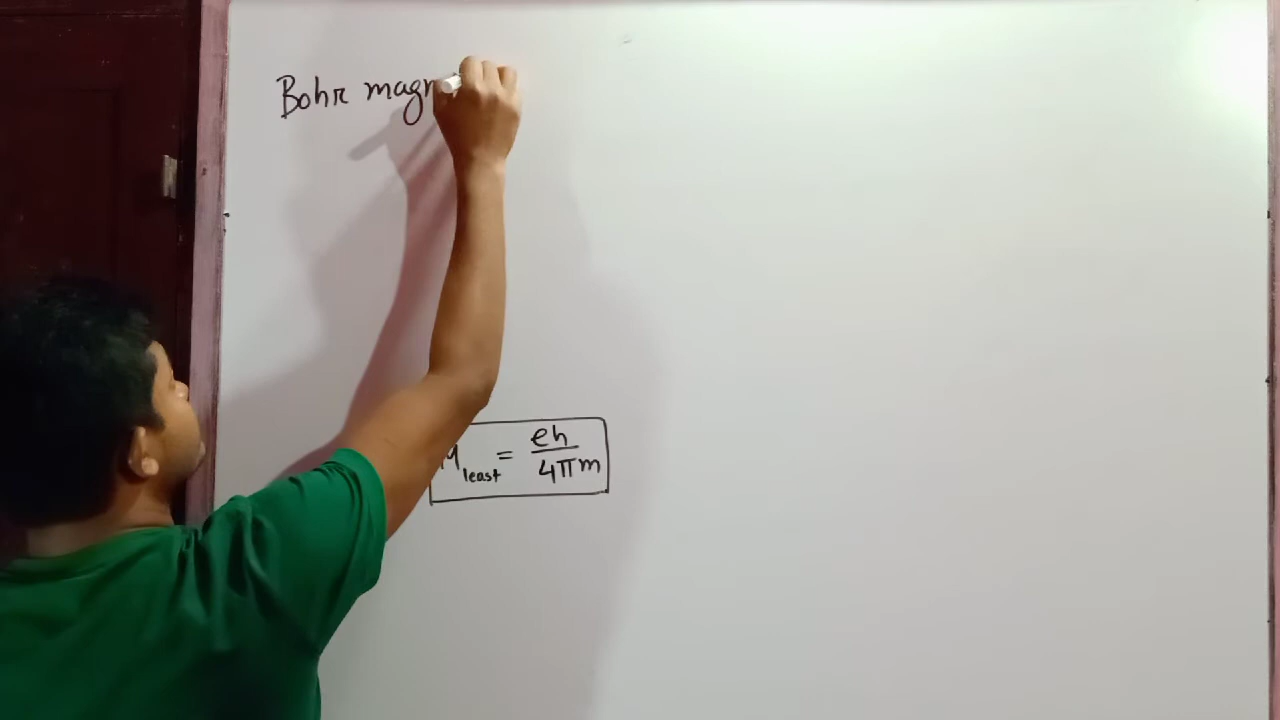 Bohr magn
M least = eh / 4πm